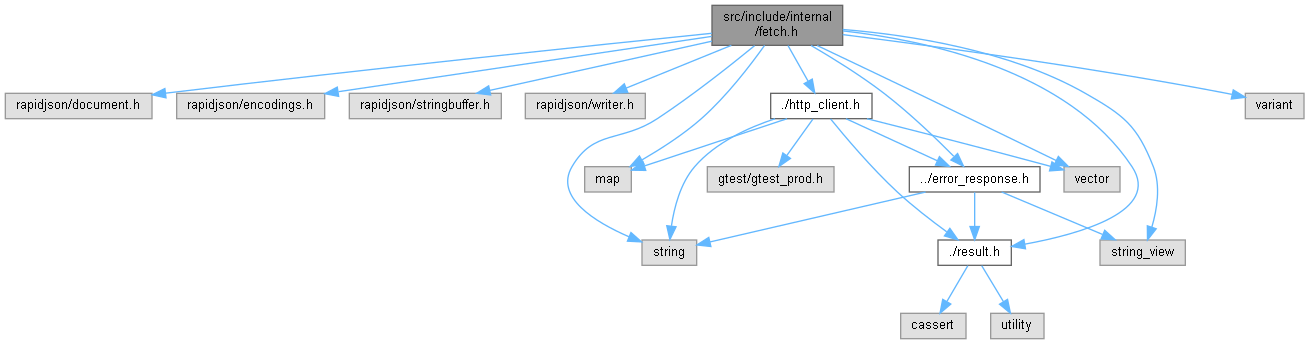 src/include/internal
/fetch.h
rapidjson/document.h
rapidjson/encodings.h
rapidjson/stringbuffer.h
rapidjson/writer.h
./http_client.h
variant
map
gtest/gtest_prod.h
../error_response.h
vector
string
./result.h
string_view
cassert
utility